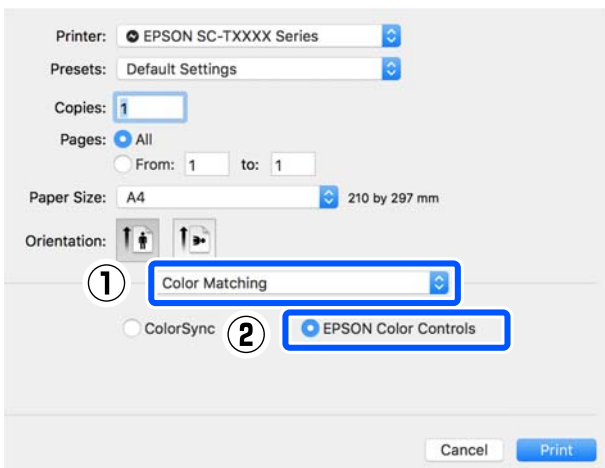 Printer: EPSON SC-TXXXX Series
Presets: Default Settings
Copies: 1
Pages: All
From: 1 to: 1
Paper Size: A4 210 by 297 mm
Orientation:
① Color Matching
ColorSync ② EPSON Color Controls
Cancel Print